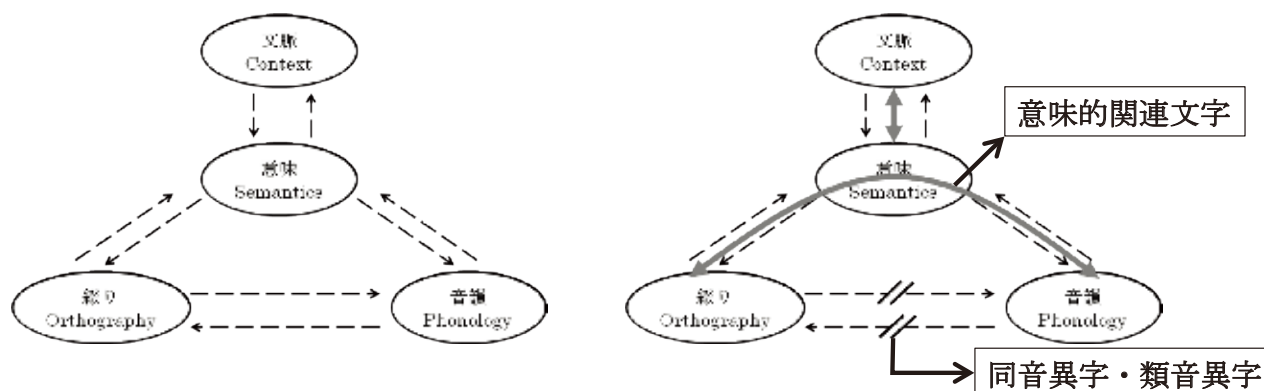 文脈
Context
意味
Semantics
綴り
Orthography
音韻
Phonology
文脈
Context
意味的関連文字
意味
Semantics
綴り
Orthography
音韻
Phonology
同音異字・類音異字